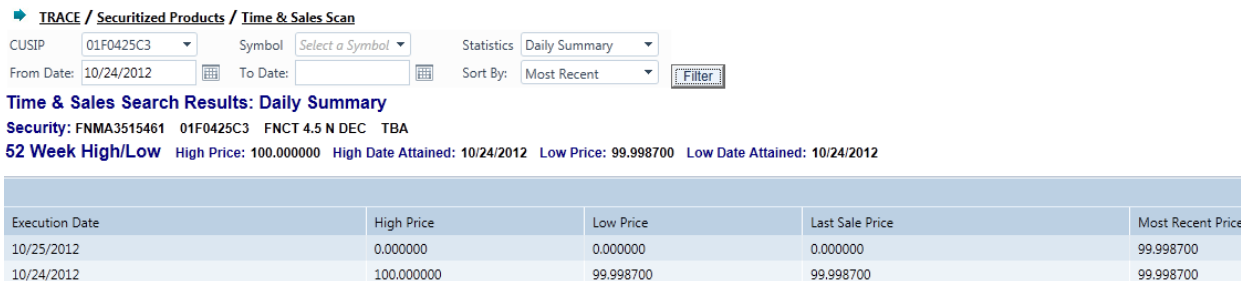 TRACE / Securitized Products / Time & Sales Scan
CUSIP 01F0425C3 Symbol Select a Symbol Statistics Daily Summary
From Date: 10/24/2012 To Date: Sort By: Most Recent Filter
Time & Sales Search Results: Daily Summary
Security: FNMA3515461 01F0425C3 FNCT 4.5 N DEC TBA
52 Week High/Low High Price: 100.000000 High Date Attained: 10/24/2012 Low Price: 99.998700 Low Date Attained: 10/24/2012
Execution Date High Price Low Price Last Sale Price Most Recent Price
10/25/2012 0.000000 0.000000 0.000000 99.998700
10/24/2012 100.000000 99.998700 99.998700 99.998700